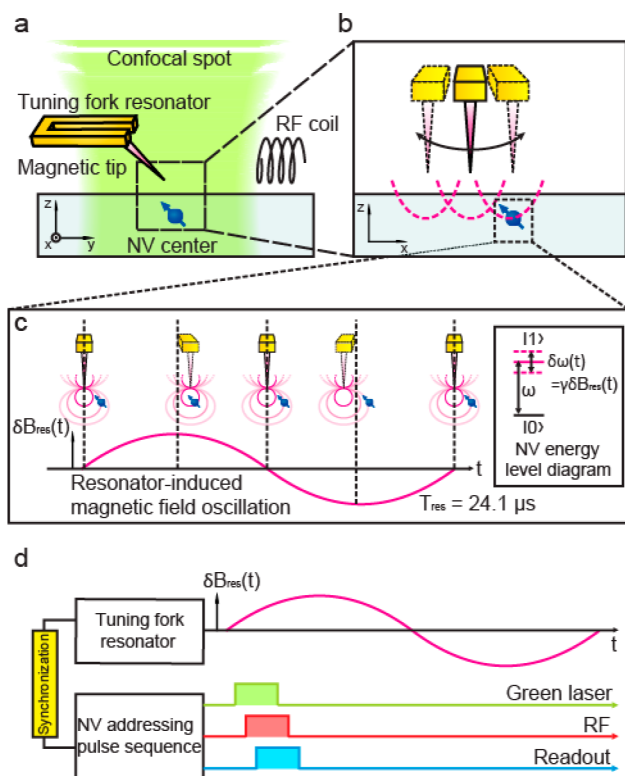 a
Confocal spot
Tuning fork resonator
RF coil
Magnetic tip
z
x
y
NV center
b
z
x
c
δBres(t)
t
Resonator-induced
magnetic field oscillation
Tres = 24.1 μs
|1>
δω(t)
=γδBres(t)
ω
|0>
NV energy
level diagram
d
δBres(t)
Tuning fork
resonator
t
Synchronization
NV addressing
pulse sequence
Green laser
RF
Readout